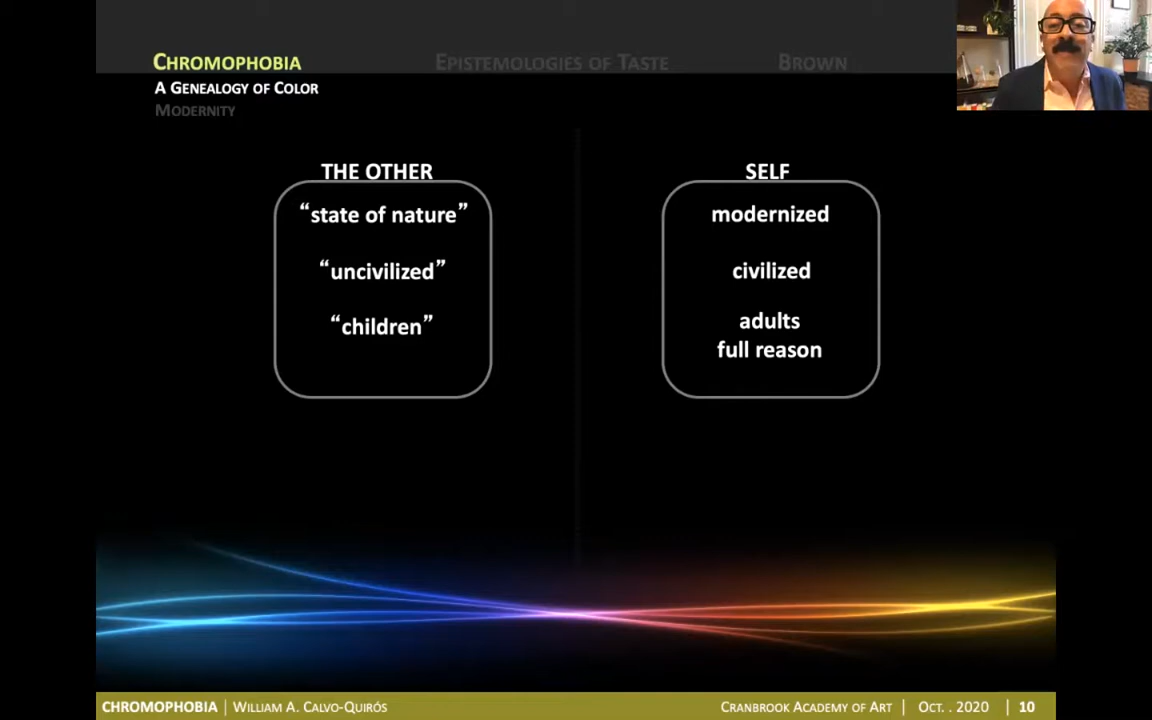 CHROMOPHOBIA EPISTEMOLOGIES OF TASTE BROWN
A GENEALOGY OF COLOR
MODERNITY
THE OTHER
“state of nature”
“uncivilized”
“children”
SELF
modernized
civilized
adults
full reason
CHROMOPHOBIA | WILLIAM A. CALVO-QUIRÓS CRANBROOK ACADEMY OF ART | OCT. . 2020 | 10